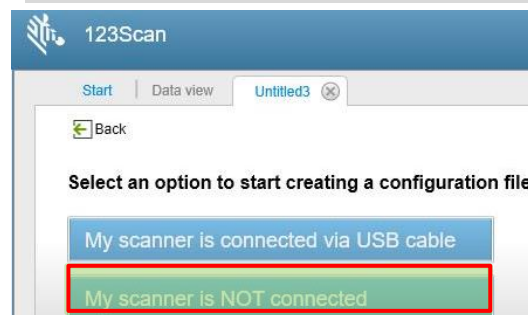 123Scan
Start Data view Untitled3
Back
Select an option to start creating a configuration file
My scanner is connected via USB cable
My scanner is NOT connected